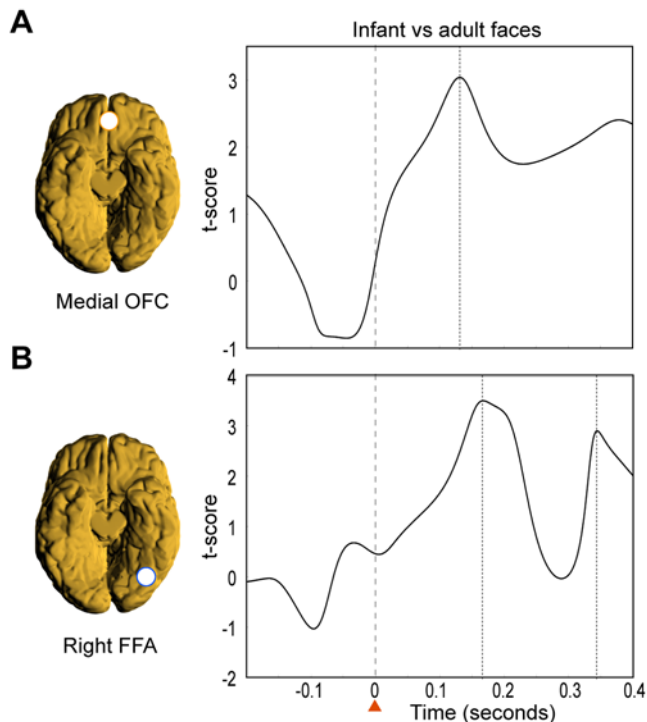 A
Infant vs adult faces
3
2
1
0
-1
t-score
Medial OFC
B
4
3
2
1
0
-1
-2
t-score
Right FFA
-0.1 0 0.1 0.2 0.3 0.4
Time (seconds)